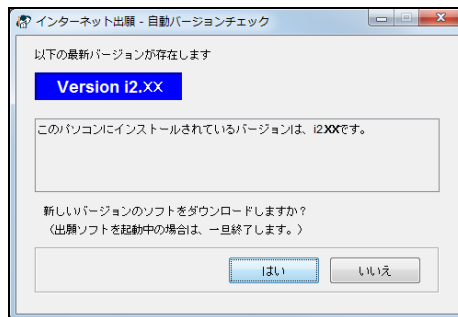 インターネット出願 - 自動バージョンチェック
以下の最新バージョンが存在します
Version i2.XX
このパソコンにインストールされているバージョンは、i2XXです。
新しいバージョンのソフトをダウンロードしますか？
（出願ソフトを起動中の場合は、一旦終了します。）
はい
いいえ